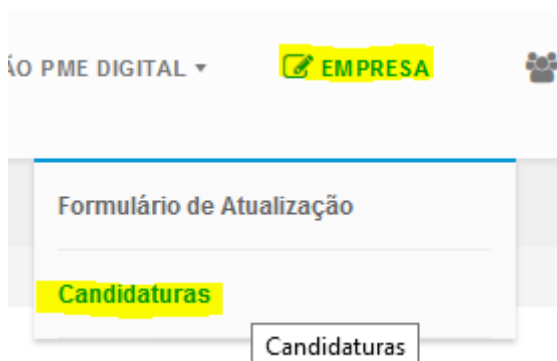 ÃO PME DIGITAL
EMPRESA
Formulário de Atualização
Candidaturas
Candidaturas